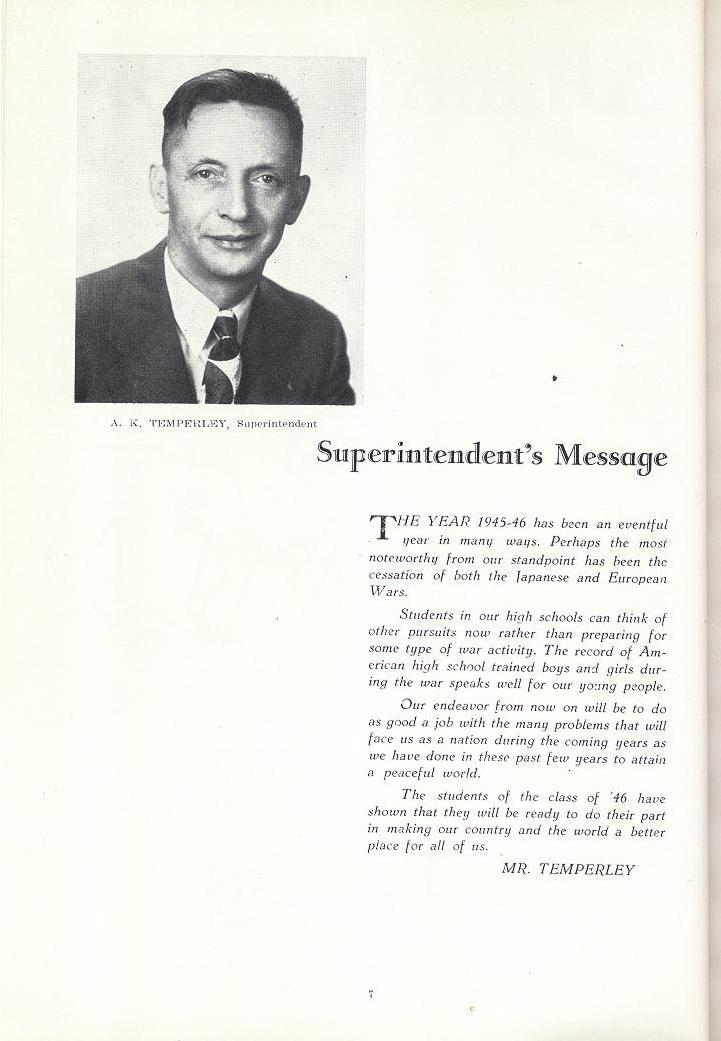 A. K. TEMPERLEY, Superintendent
Superintendent's Message
THE YEAR 1945-46 has been an eventful
year in many ways. Perhaps the most
noteworthy from our standpoint has been the
cessation of both the Japanese and European
Wars.
Students in our high schools can think of
other pursuits now rather than preparing for
some type of war activity. The record of Am-
erican high school trained boys and girls dur-
ing the war speaks well for our young people.
Our endeavor from now on will be to do
as good a job with the many problems that will
face us as a nation during the coming years as
we have done in these past few years to attain
a peaceful world.
The students of the class of '46 have
shown that they will be ready to do their part
in making our country and the world a better
place for all of us.
MR. TEMPERLEY
7